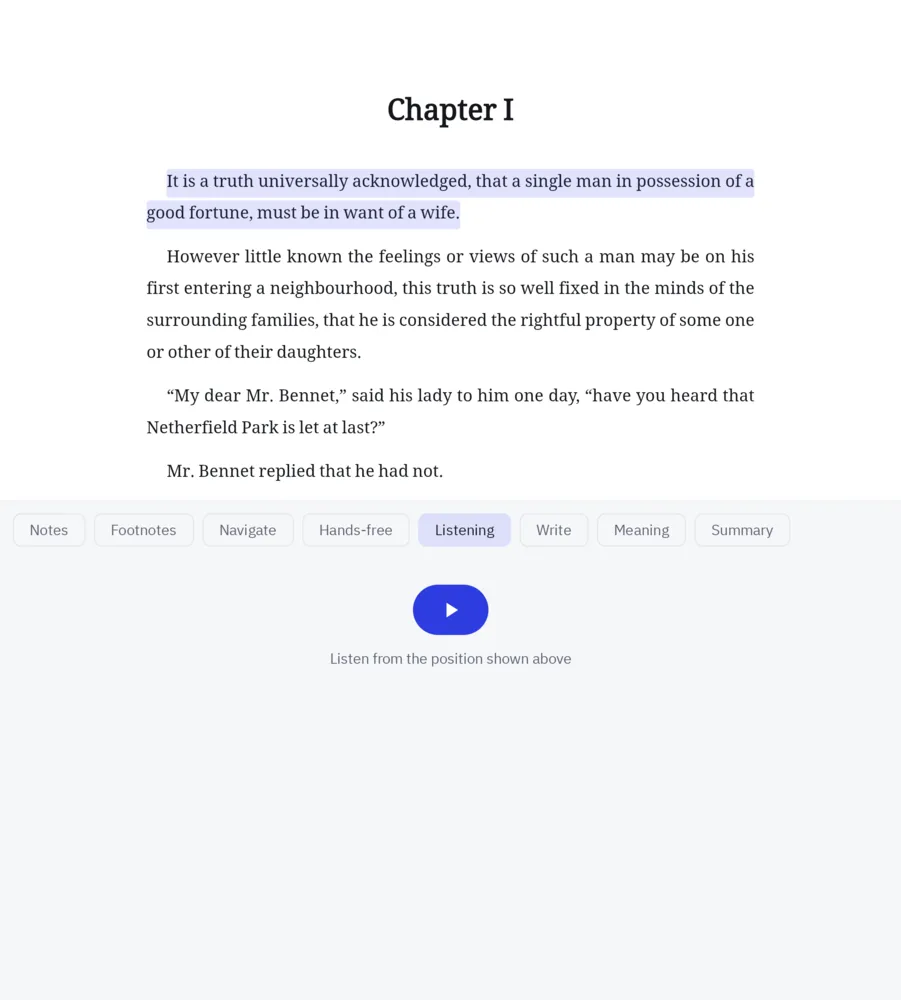 Chapter I
It is a truth universally acknowledged, that a single man in possession of a
good fortune, must be in want of a wife.
However little known the feelings or views of such a man may be on his
first entering a neighbourhood, this truth is so well fixed in the minds of the
surrounding families, that he is considered the rightful property of some one
or other of their daughters.
“My dear Mr. Bennet,” said his lady to him one day, “have you heard that
Netherfield Park is let at last?”
Mr. Bennet replied that he had not.
Notes Footnotes Navigate Hands-free Listening Write Meaning Summary
Listen from the position shown above